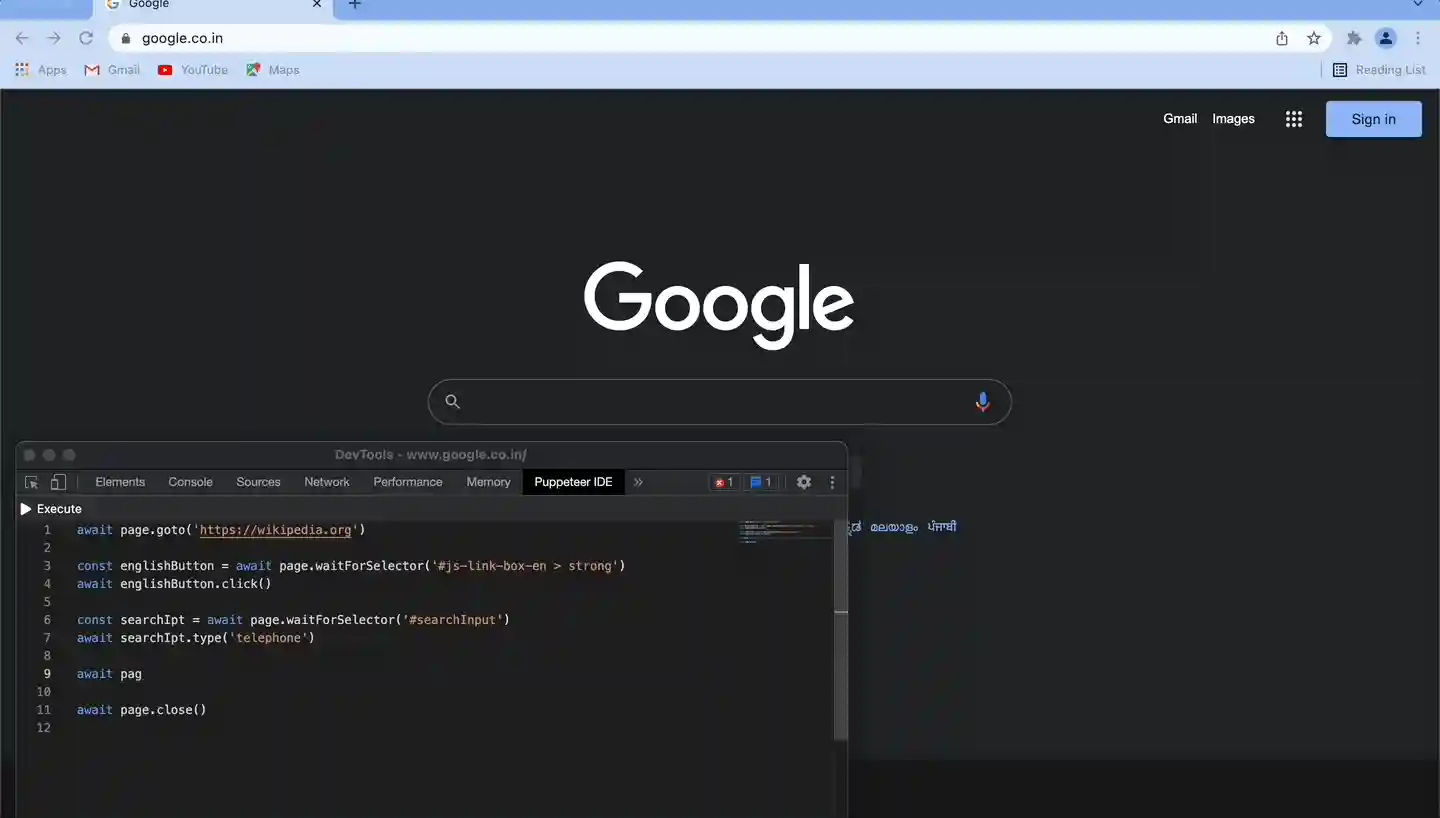 Google
google.co.in
Apps Gmail YouTube Maps Reading List
Gmail Images Sign in
Google
DevTools - www.google.co.in/
Elements Console Sources Network Performance Memory Puppeteer IDE » 1 1
Execute
1 await page.goto('https://wikipedia.org')
2
3 const englishButton = await page.waitForSelector('#js-link-box-en > strong')
4 await englishButton.click()
5
6 const searchIpt = await page.waitForSelector('#searchInput')
7 await searchIpt.type('telephone')
8
9 await pag
10
11 await page.close()
12
മലയാളം ਪੰਜਾਬੀ